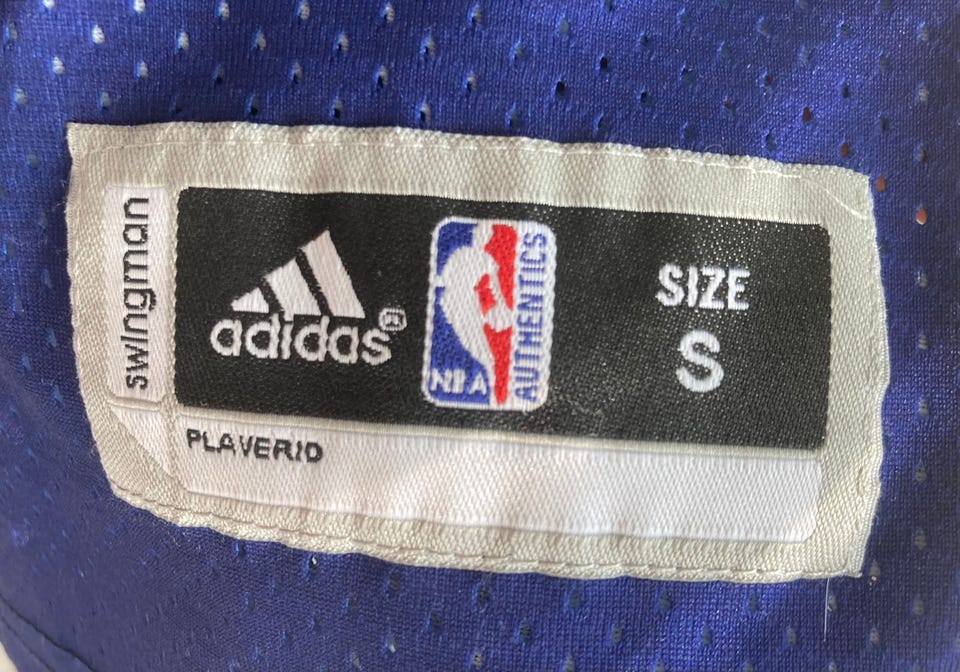 swingman
adidas®
NBA
AUTHENTICS
SIZE
S
PLAVERID